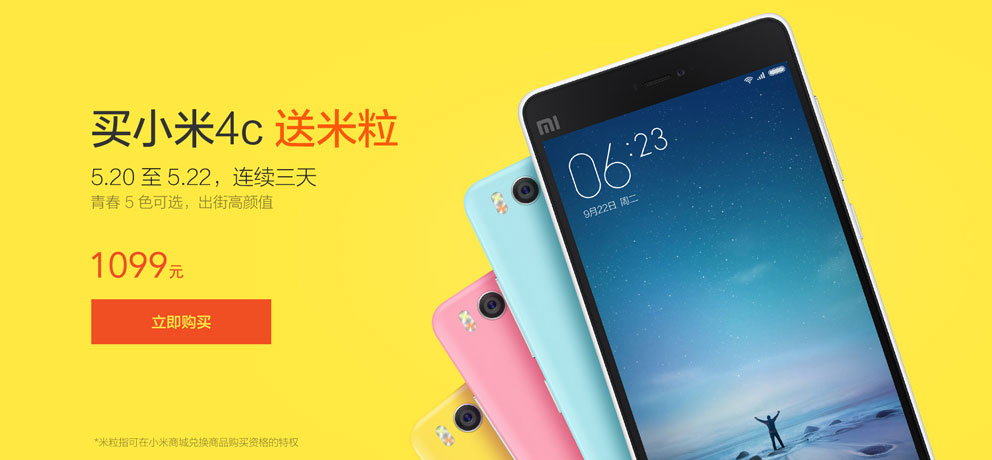 买小米4c 送米粒
5.20 至 5.22，连续三天
青春 5 色可选，出街高颜值
1099元
立即购买
*米粒指可在小米商城兑换商品购买资格的特权
MI
06:23
9月22日 周二